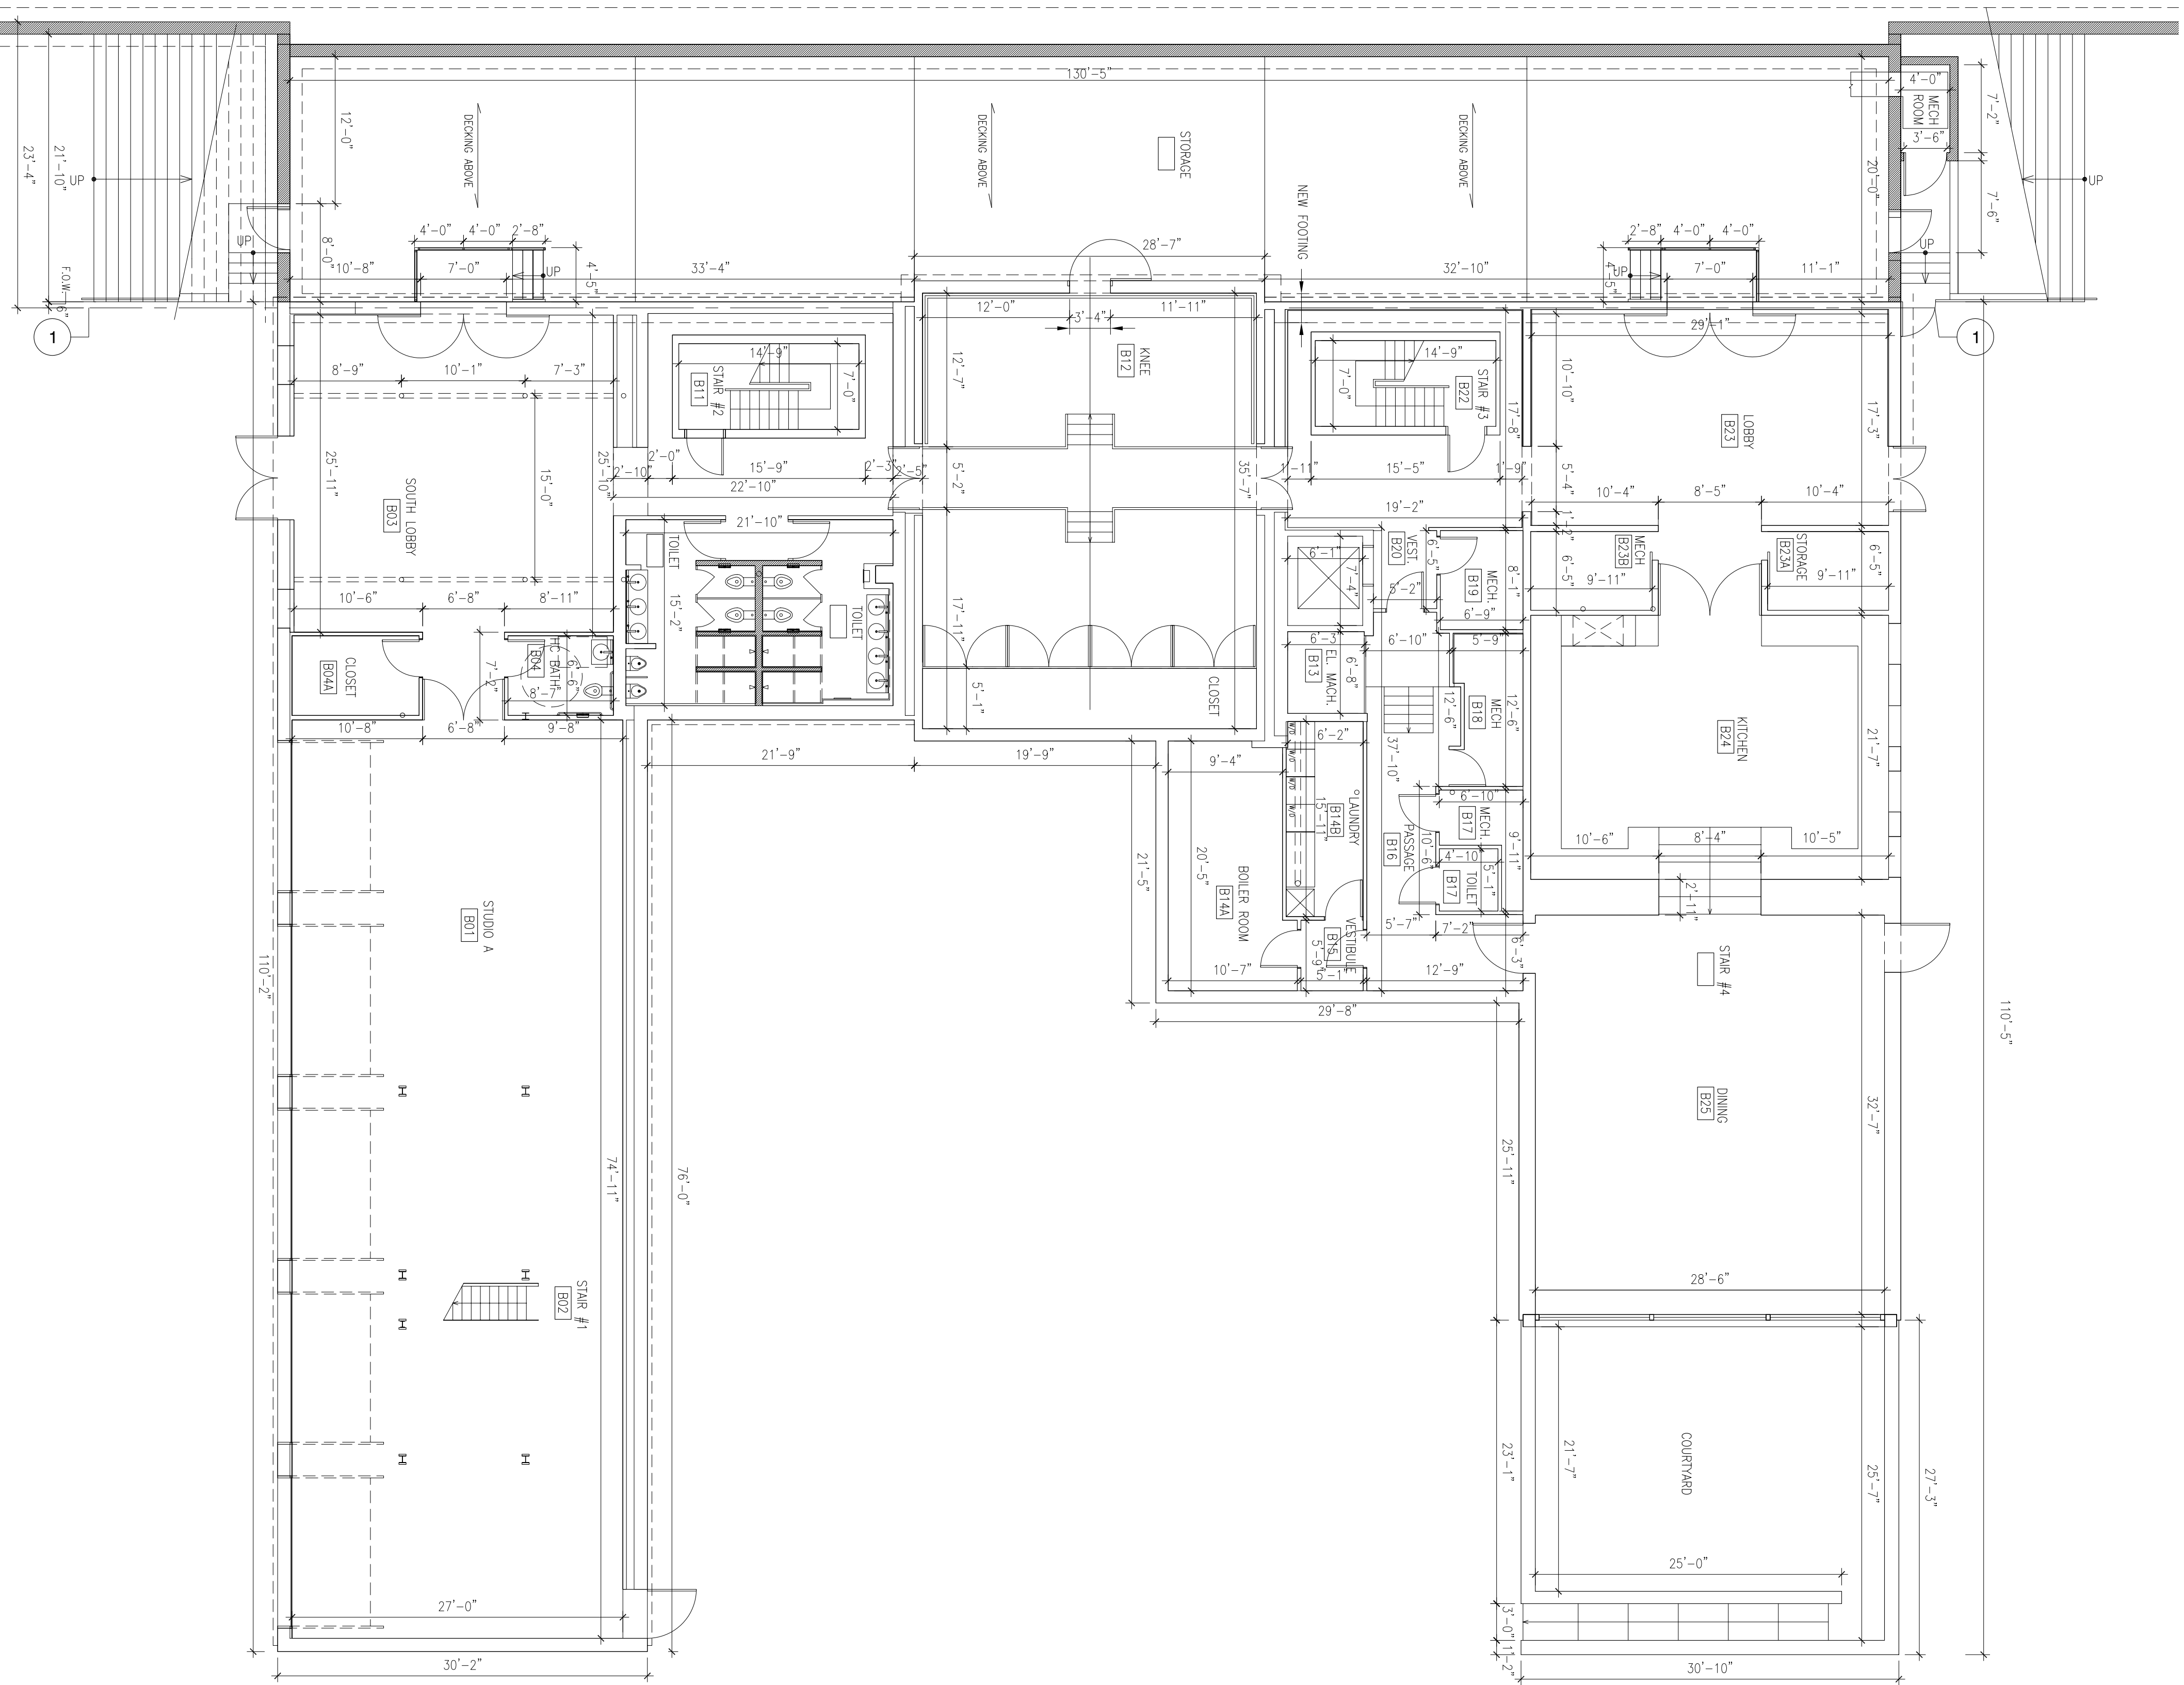 130'-5"
4'-0"
MECH
ROOM
7'-2"
3'-6"
7'-6"
12'-0"
DECKING ABOVE
DECKING ABOVE
STORAGE
DECKING ABOVE
20'-0"
23'-4"
21'-10"
UP
UP
NEW FOOTING
UP
8'-0"
4'-0"
4'-0"
2'-8"
4'-5"
UP
28'-7"
2'-8"
4'-0"
4'-0"
4'-5"
UP
UP
F.O.W.
6"
10'-8"
7'-0"
33'-4"
32'-10"
7'-0"
11'-1"
1
12'-0"
11'-11"
3'-4"
29'-1"
1
8'-9"
10'-1"
7'-3"
14'-9"
7'-0"
STAIR #2
B11
12'-7"
KNEE
B12
14'-9"
7'-0"
STAIR #3
B22
17'-8"
10'-10"
LOBBY
B23
17'-3"
25'-11"
SOUTH LOBBY
B03
15'-0"
25'-10"
2'-10"
2'-0"
15'-9"
2'-3"
2'-5"
22'-10"
5'-2"
35'-7"
1'-11"
15'-5"
1'-9"
19'-2"
5'-4"
10'-4"
8'-5"
10'-4"
1'-2"
21'-10"
TOILET
15'-2"
TOILET
17'-11"
6'-1"
7'-4"
VEST.
B20
6'-5"
5'-2"
MECH.
B19
6'-9"
8'-1"
MECH
B23B
6'-5"
9'-11"
STORAGE
B23A
9'-11"
6'-5"
10'-6"
6'-8"
8'-11"
CLOSET
B04A
7'-2"
HC BATH
B04
6'-6"
8'-7"
10'-8"
6'-8"
9'-8"
5'-1"
CLOSET
6'-3"
EL. MACH.
B13
6'-8"
6'-10"
5'-9"
12'-6"
MECH
B18
12'-6"
KITCHEN
B24
21'-7"
21'-9"
19'-9"
9'-4"
6'-2"
W/D
W/D
W/D
LAUNDRY
B14B
15'-11"
37'-10"
PASSAGE
B16
10'-6"
6'-10"
MECH.
B17
9'-11"
4'-10"
5'-1"
TOILET
B17
10'-6"
8'-4"
10'-5"
2'-11"
21'-5"
20'-5"
BOILER ROOM
B14A
VESTIBULE
B15
5'-9"
5'-7"
7'-2"
6'-3"
10'-7"
5'-1"
12'-9"
29'-8"
STAIR #4
110'-2"
STUDIO A
B01
110'-5"
DINING
B25
32'-7"
25'-11"
74'-11"
76'-0"
STAIR #1
B02
28'-6"
23'-1"
21'-7"
COURTYARD
25'-7"
27'-3"
25'-0"
27'-0"
3'-0"
1'-2"
30'-2"
30'-10"